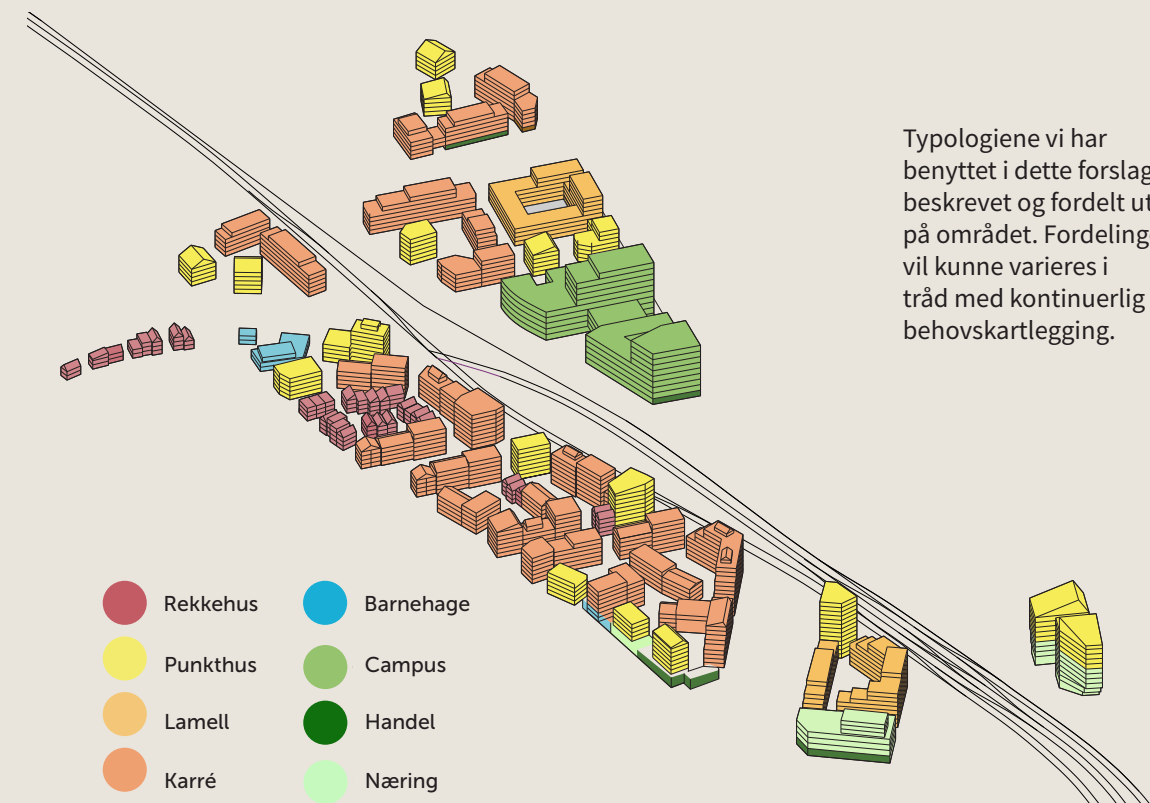 Typologiene vi har
benyttet i dette forslag
beskrevet og fordelt ut
på området. Fordeling
vil kunne varieres i
tråd med kontinuerlig
behovskartlegging.
Rekkehus
Barnehage
Punkthus
Campus
Lamell
Handel
Karré
Næring